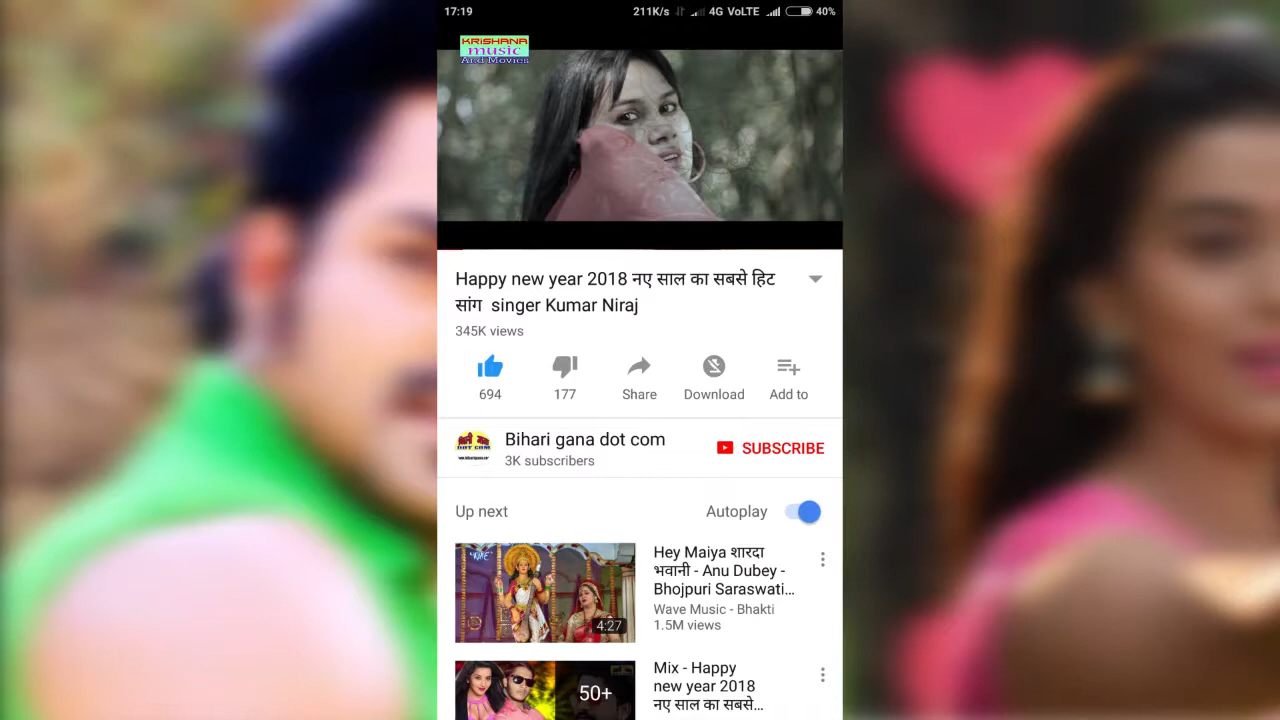 17:19 211K/s 4G VoLTE 40%
KRISHANA
music
And Movies
Happy new year 2018 नए साल का सबसे हिट
सांग singer Kumar Niraj
345K views
694 177 Share Download Add to
Bihari gana dot com
3K subscribers
SUBSCRIBE
Up next Autoplay
Hey Maiya शारदा
भवानी - Anu Dubey -
Bhojpuri Saraswati...
Wave Music - Bhakti
1.5M views
4:27
Mix - Happy
new year 2018
नए साल का सबसे...
50+